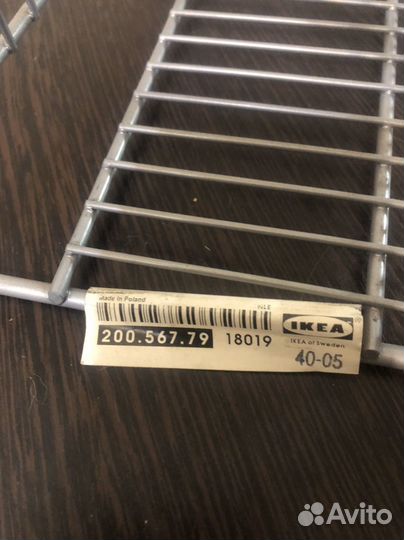 Made in Poland
200.567.79 18019
IKEA
IKEA of Sweden
40-05
Avito